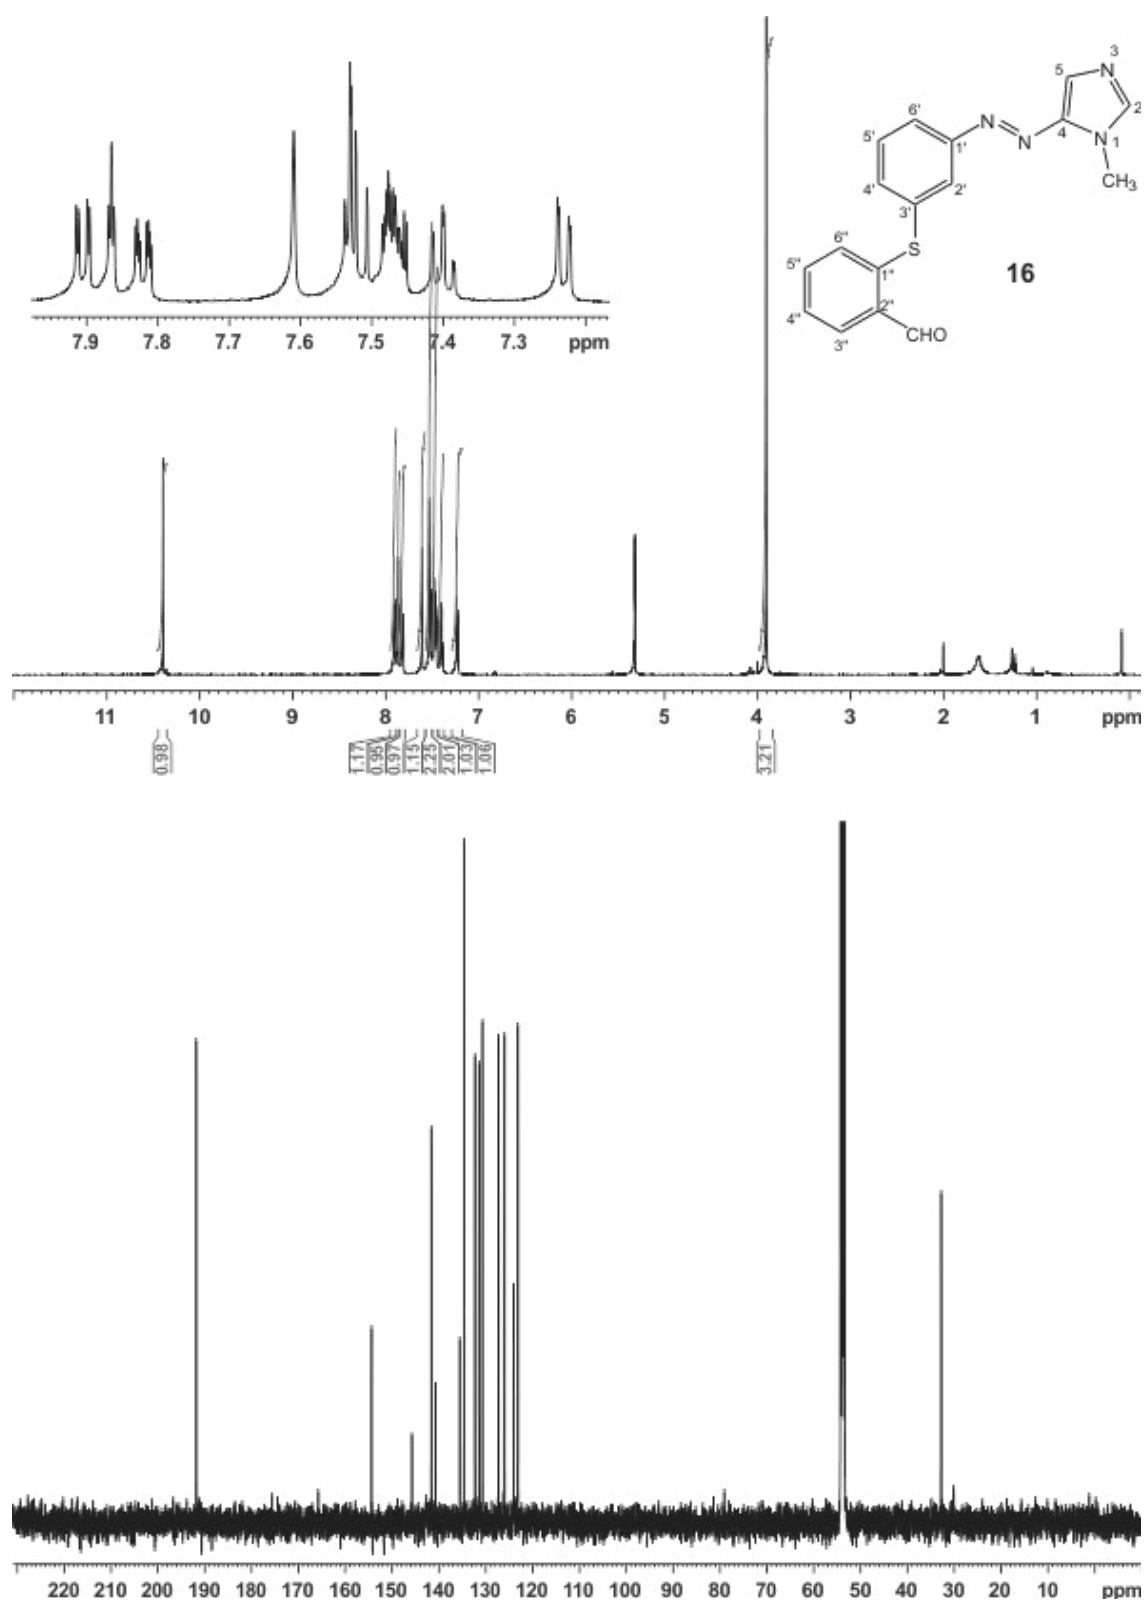 7.9 7.8 7.7 7.6 7.5 7.4 7.3 ppm
5 N 3
6' N 2
5' 1' N 4 N 1
4' 2' CH₃
3'
6" S
5" 1" 16
4" 2"
3" CHO
11 10 9 8 7 6 5 4 3 2 1 ppm
0.98 1.17 0.95 0.97 1.15 2.25 2.01 1.03 1.06 3.21
220 210 200 190 180 170 160 150 140 130 120 110 100 90 80 70 60 50 40 30 20 10 ppm